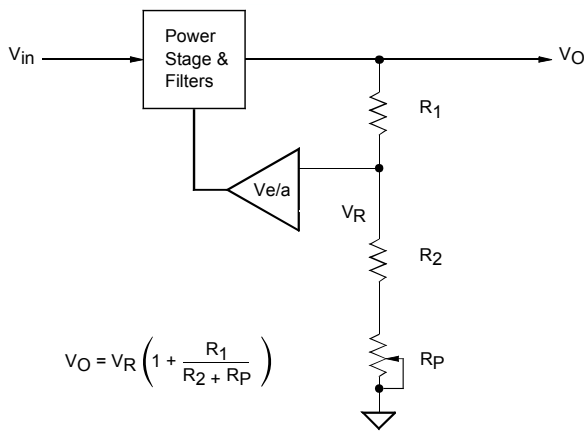 Power
Stage &
Filters
Vin
VO
R1
Ve/a
VR
R2
RP
VO = VR ( 1 + R1 / R2 + RP )